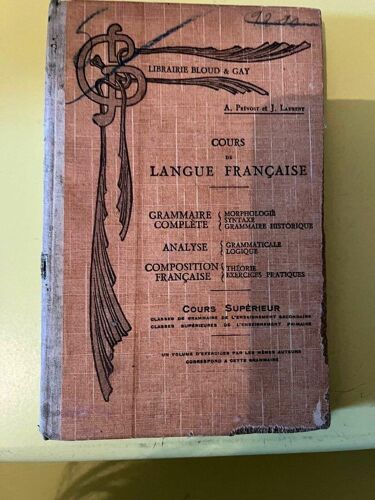 LIBRAIRIE BLOUD & GAY
A. PRÉVOST et J. LAURENT
COURS
DE
LANGUE FRANÇAISE
GRAMMAIRE COMPLÈTE { MORPHOLOGIE
SYNTAXE
GRAMMAIRE HISTORIQUE
ANALYSE { GRAMMATICALE
LOGIQUE
COMPOSITION FRANÇAISE { THÉORIE
EXERCICES PRATIQUES
COURS SUPÉRIEUR
CLASSES DE GRAMMAIRE DE L'ENSEIGNEMENT SECONDAIRE
CLASSES SUPÉRIEURES DE L'ENSEIGNEMENT PRIMAIRE
UN VOLUME D'EXERCICES PAR LES MÊMES AUTEURS
CORRESPOND A CETTE GRAMMAIRE